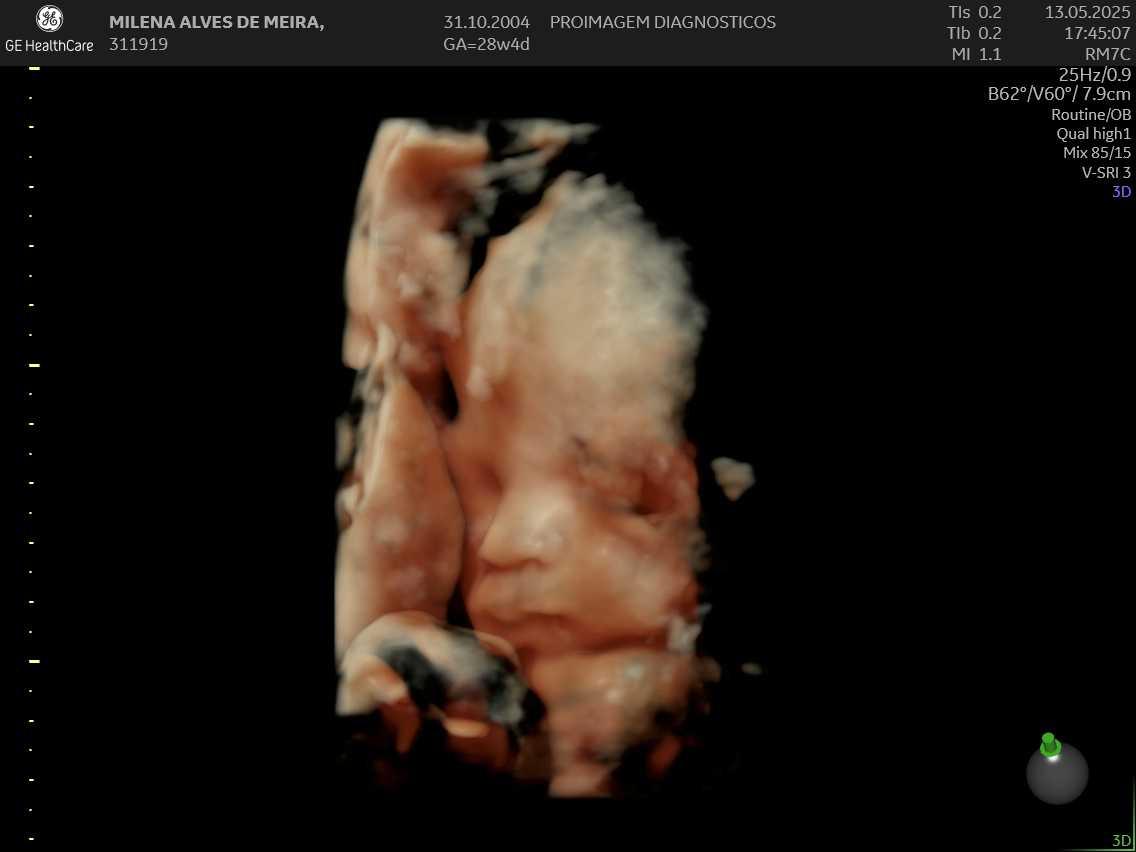 GE HealthCare
MILENA ALVES DE MEIRA,
311919
31.10.2004
GA=28w4d
PROIMAGEM DIAGNOSTICOS
TIs 0.2
TIb 0.2
MI 1.1
13.05.2025
17:45:07
RM7C
25Hz/0.9
B62°/V60°/ 7.9cm
Routine/OB
Qual high1
Mix 85/15
V-SRI 3
3D
3D